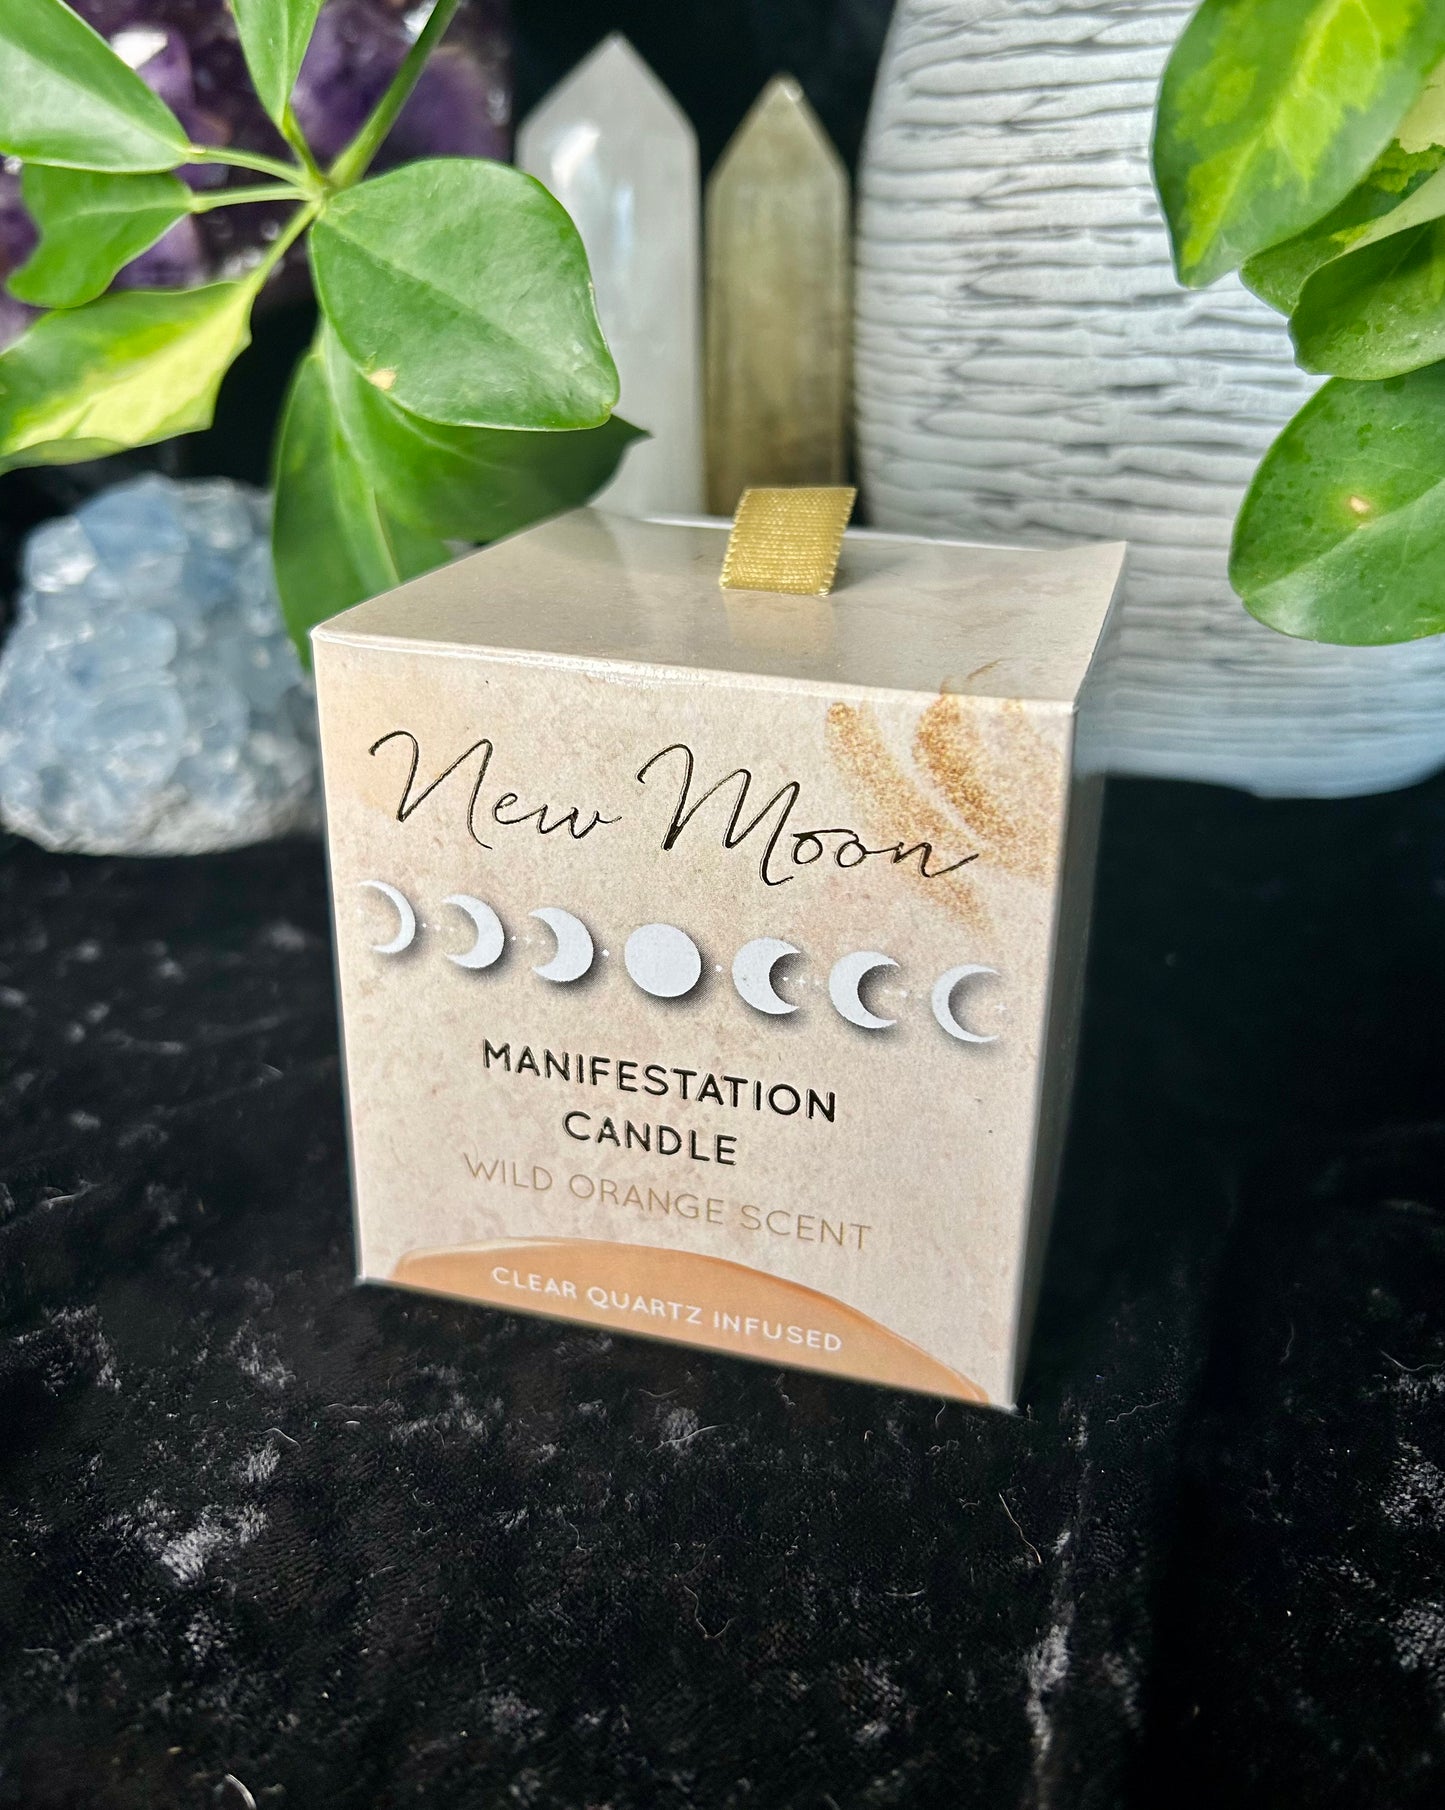 New Moon
MANIFESTATION
CANDLE
WILD ORANGE SCENT
CLEAR QUARTZ INFUSED